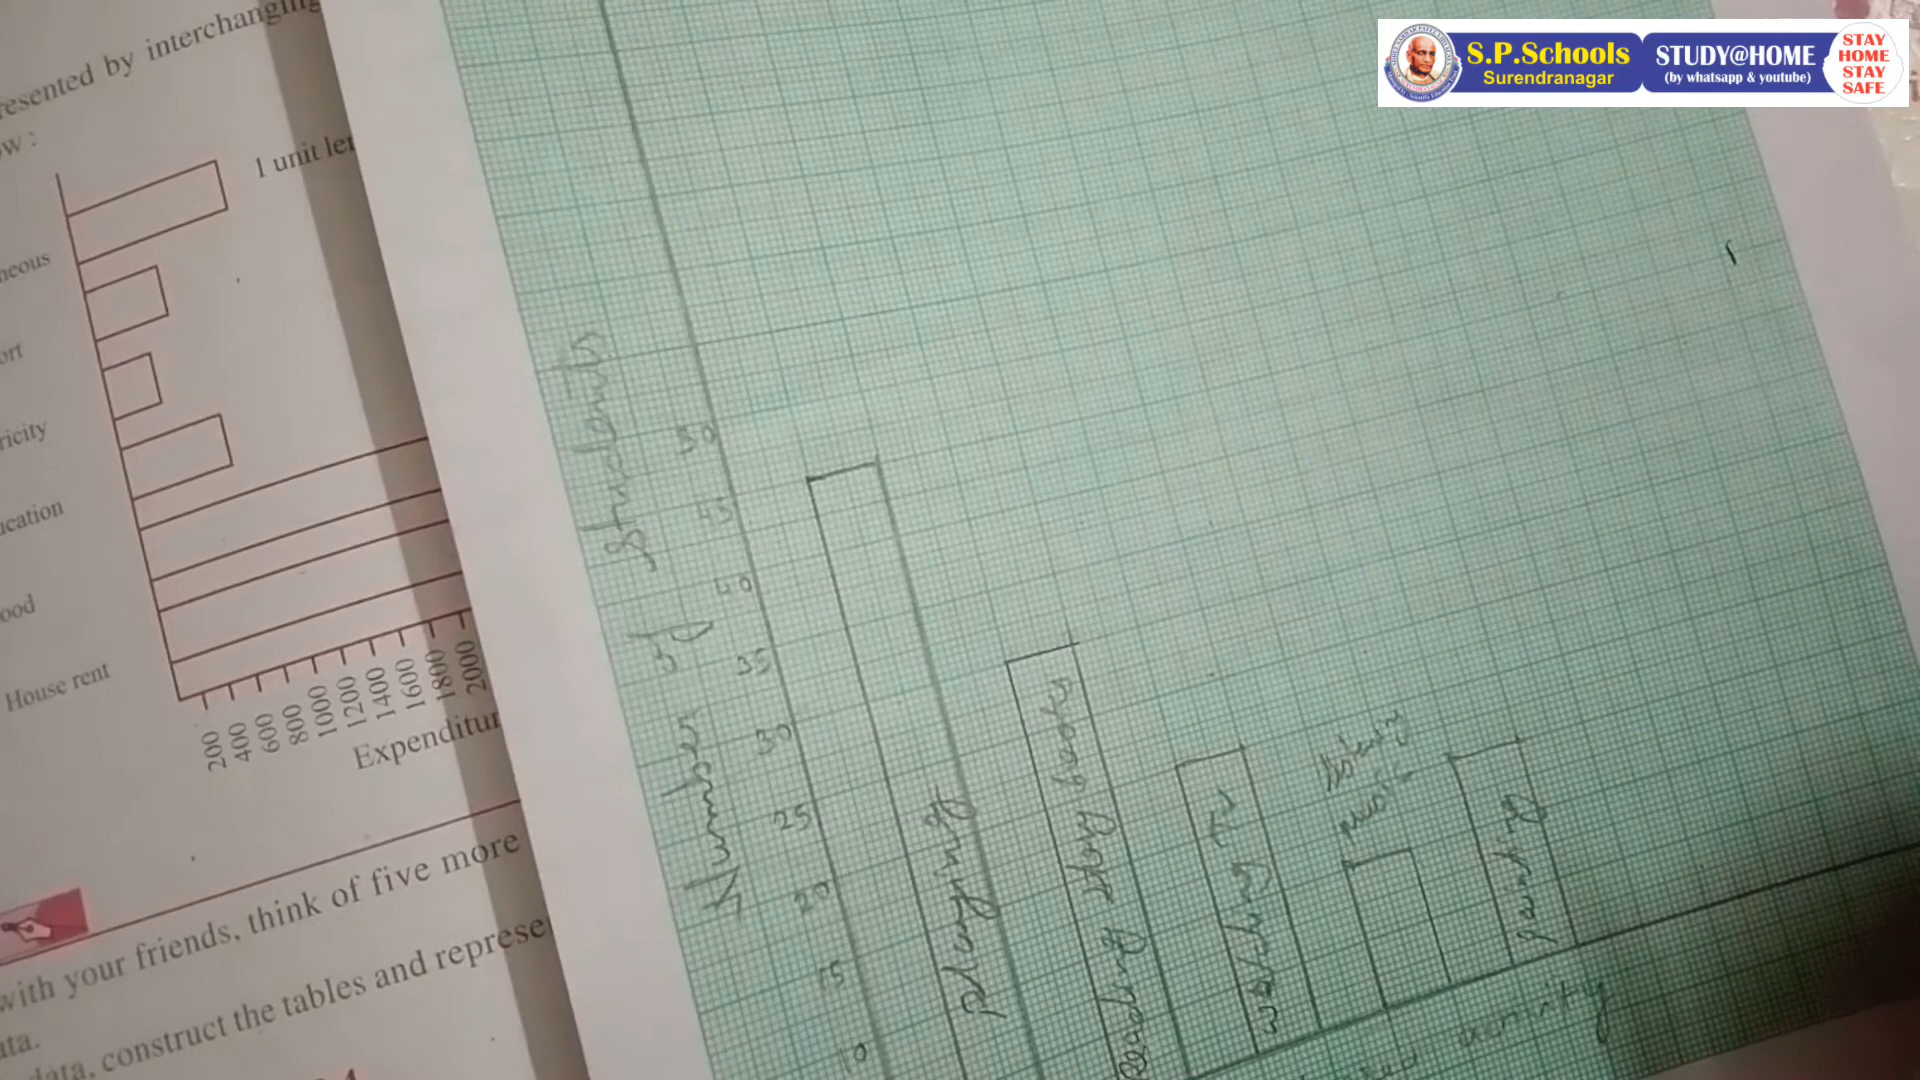 S.P.Schools
Surendranagar
STUDY@HOME
(by whatsapp & youtube)
STAY
HOME
STAY
SAFE
resented by interchanging
ow :
1 unit le
neous
ort
ricity
ucation
ood
House rent
200
400
600
800
1000
1200
1400
1600
1800
2000
Expenditur
with your friends, think of five more
ata.
data, construct the tables and represe
Number of Students
50
45
40
35
30
25
20
15
10
playing
Reading story books
watching TV
music
painting
activity